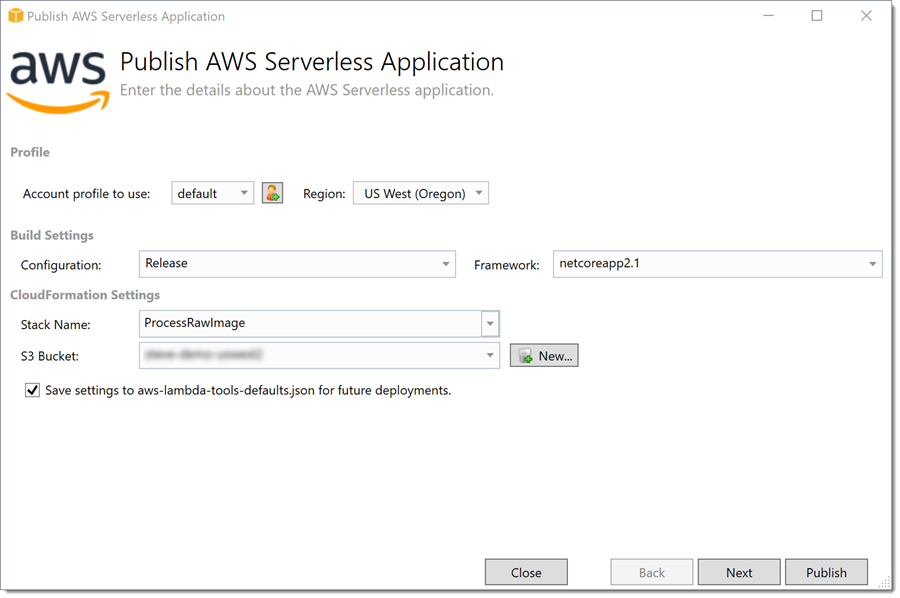 Publish AWS Serverless Application
aws
Publish AWS Serverless Application
Enter the details about the AWS Serverless application.
Profile
Account profile to use: default Region: US West (Oregon)
Build Settings
Configuration: Release Framework: netcoreapp2.1
CloudFormation Settings
Stack Name: ProcessRawImage
S3 Bucket: New...
Save settings to aws-lambda-tools-defaults.json for future deployments.
Close Back Next Publish